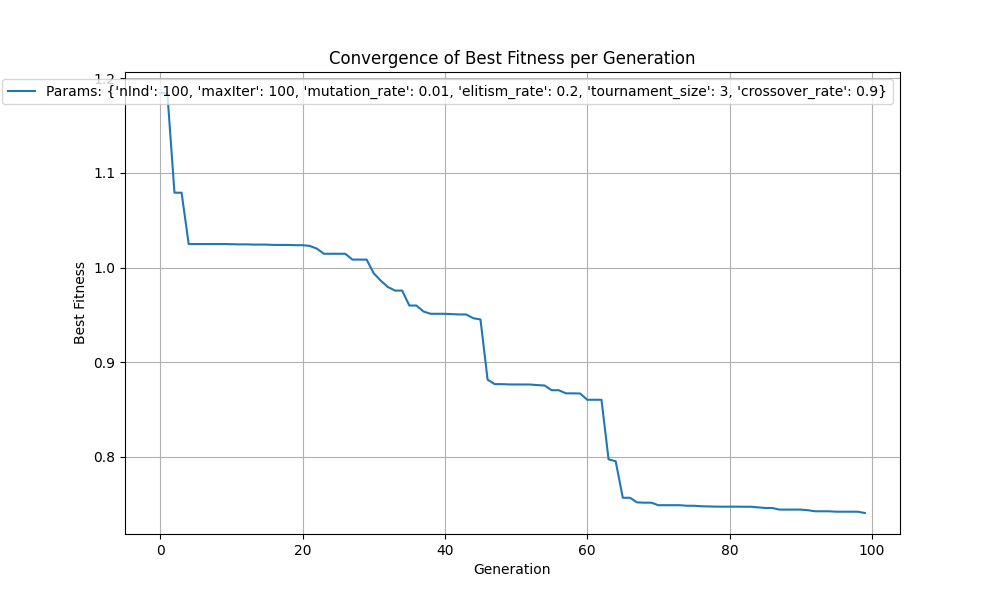 Convergence of Best Fitness per Generation
Params: {'nInd': 100, 'maxIter': 100, 'mutation_rate': 0.01, 'elitism_rate': 0.2, 'tournament_size': 3, 'crossover_rate': 0.9}
1.2
1.1
1.0
0.9
0.8
Best Fitness
0 20 40 60 80 100
Generation